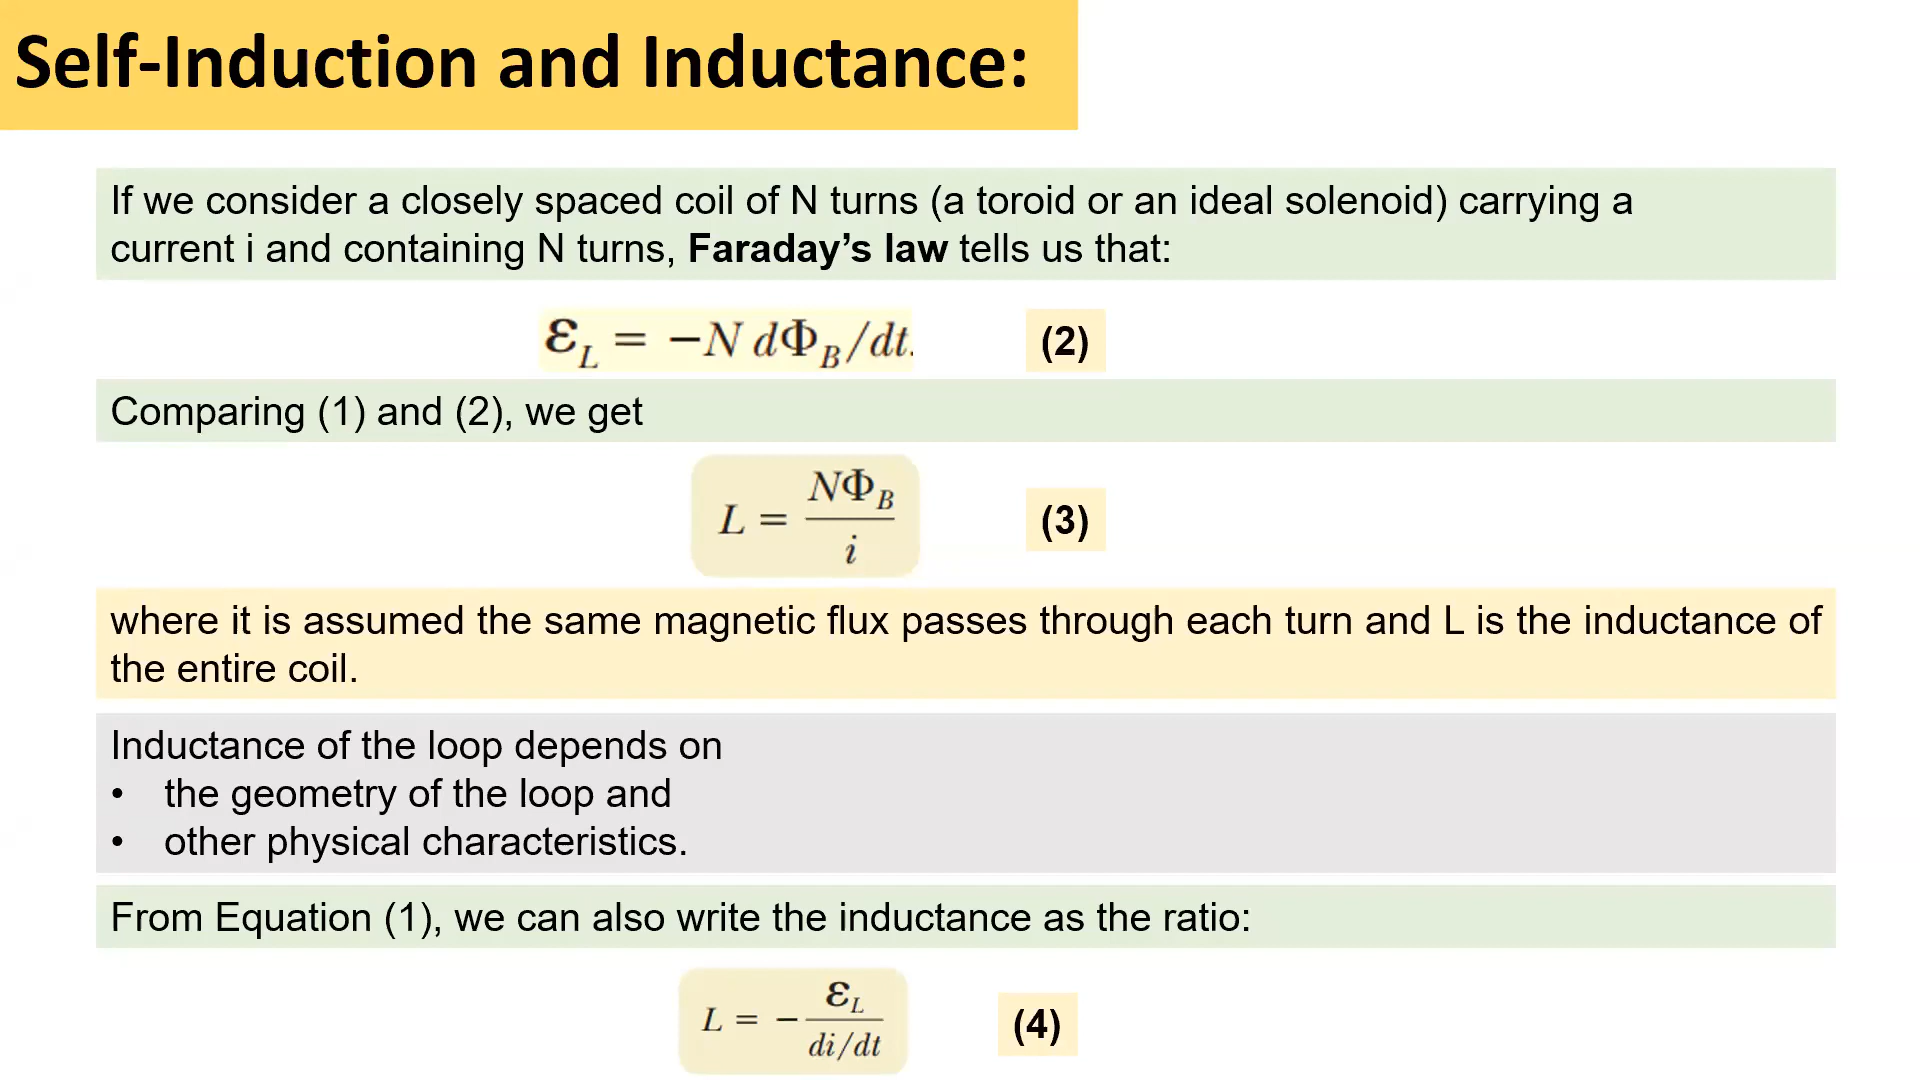 Self-Induction and Inductance:
If we consider a closely spaced coil of N turns (a toroid or an ideal solenoid) carrying a
current i and containing N turns, Faraday’s law tells us that:
ε_L = −N dΦ_B/dt. (2)
Comparing (1) and (2), we get
L = NΦ_B / i (3)
where it is assumed the same magnetic flux passes through each turn and L is the inductance of
the entire coil.
Inductance of the loop depends on
• the geometry of the loop and
• other physical characteristics.
From Equation (1), we can also write the inductance as the ratio:
L = − ε_L / di/dt (4)